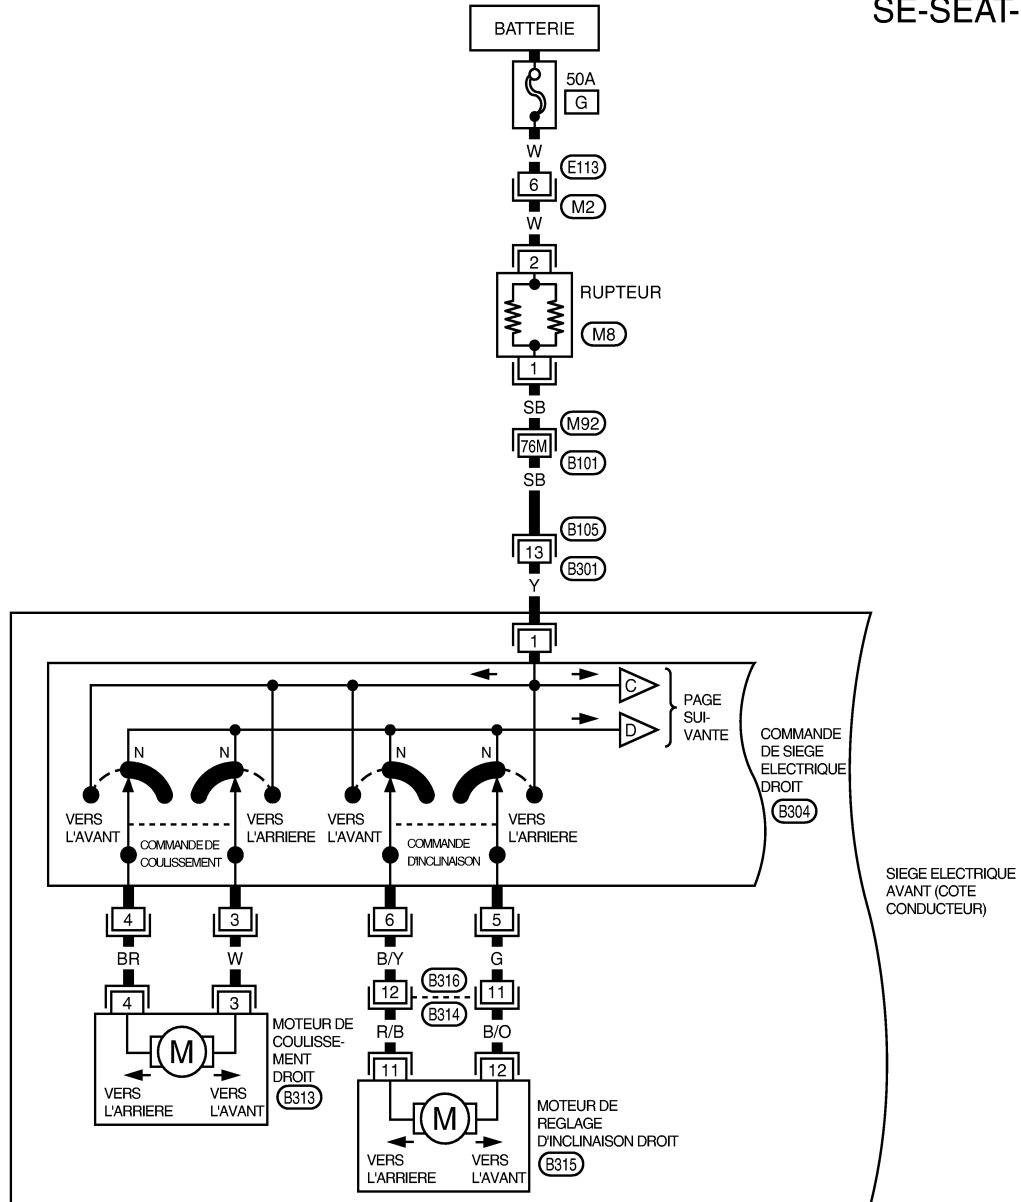 SE-SEAT-
BATTERIE
50A
G
W
E113
6
M2
W
2
RUPTEUR
M8
1
SB
M92
76M
B101
SB
B105
13
B301
Y
1
C
D
PAGE
SUI-
VANTE
COMMANDE
DE SIEGE
ELECTRIQUE
DROIT
B304
N
N
N
N
VERS
L'AVANT
VERS
L'ARRIERE
VERS
L'AVANT
VERS
L'ARRIERE
COMMANDE DE
COULISSEMENT
COMMANDE
D'INCLINAISON
SIEGE ELECTRIQUE
AVANT (COTE
CONDUCTEUR)
4
3
6
5
BR
W
B/Y
G
B316
12
11
B314
R/B
B/O
4
3
11
12
M
MOTEUR DE
COULISSE-
MENT
DROIT
B313
VERS
L'ARRIERE
VERS
L'AVANT
M
MOTEUR DE
REGLAGE
D'INCLINAISON DROIT
B315
VERS
L'ARRIERE
VERS
L'AVANT